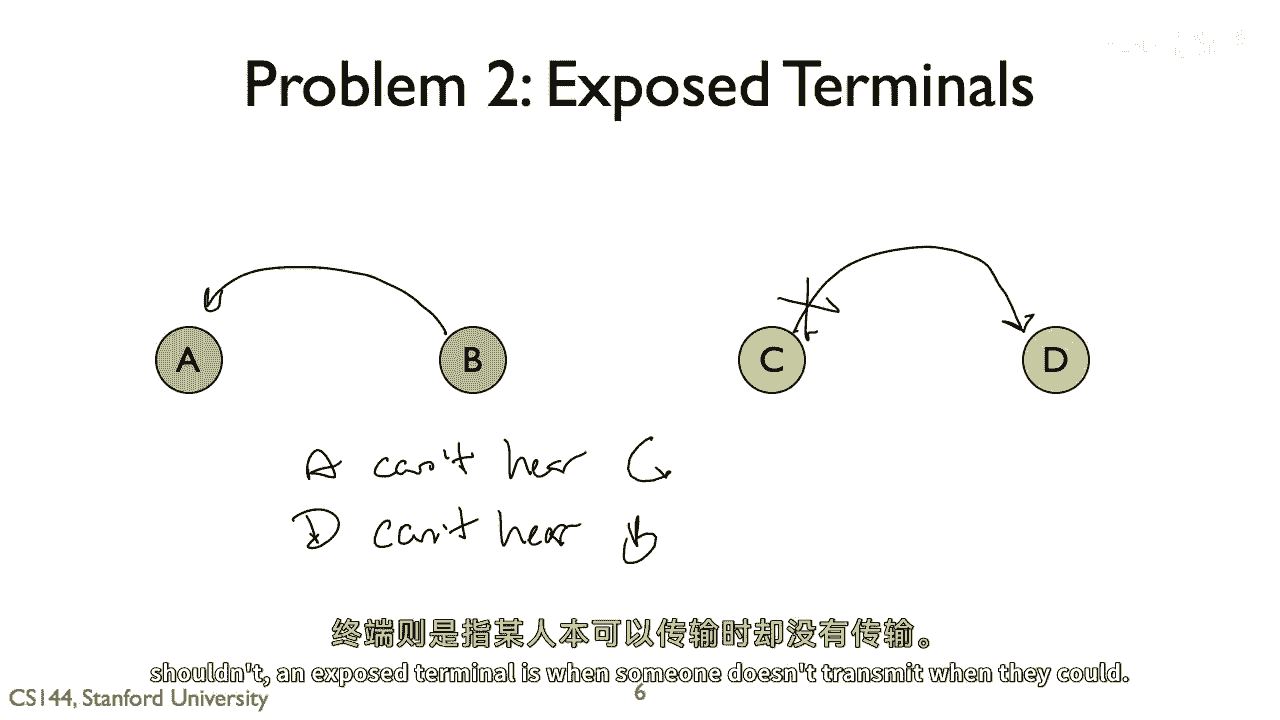 Problem 2: Exposed Terminals
A
B
C
D
A can't hear C
D can't hear B
终端则是指某人本可以传输时却没有传输。
shouldn't, an exposed terminal is when someone doesn't transmit when they could.
CS144, Stanford University
6